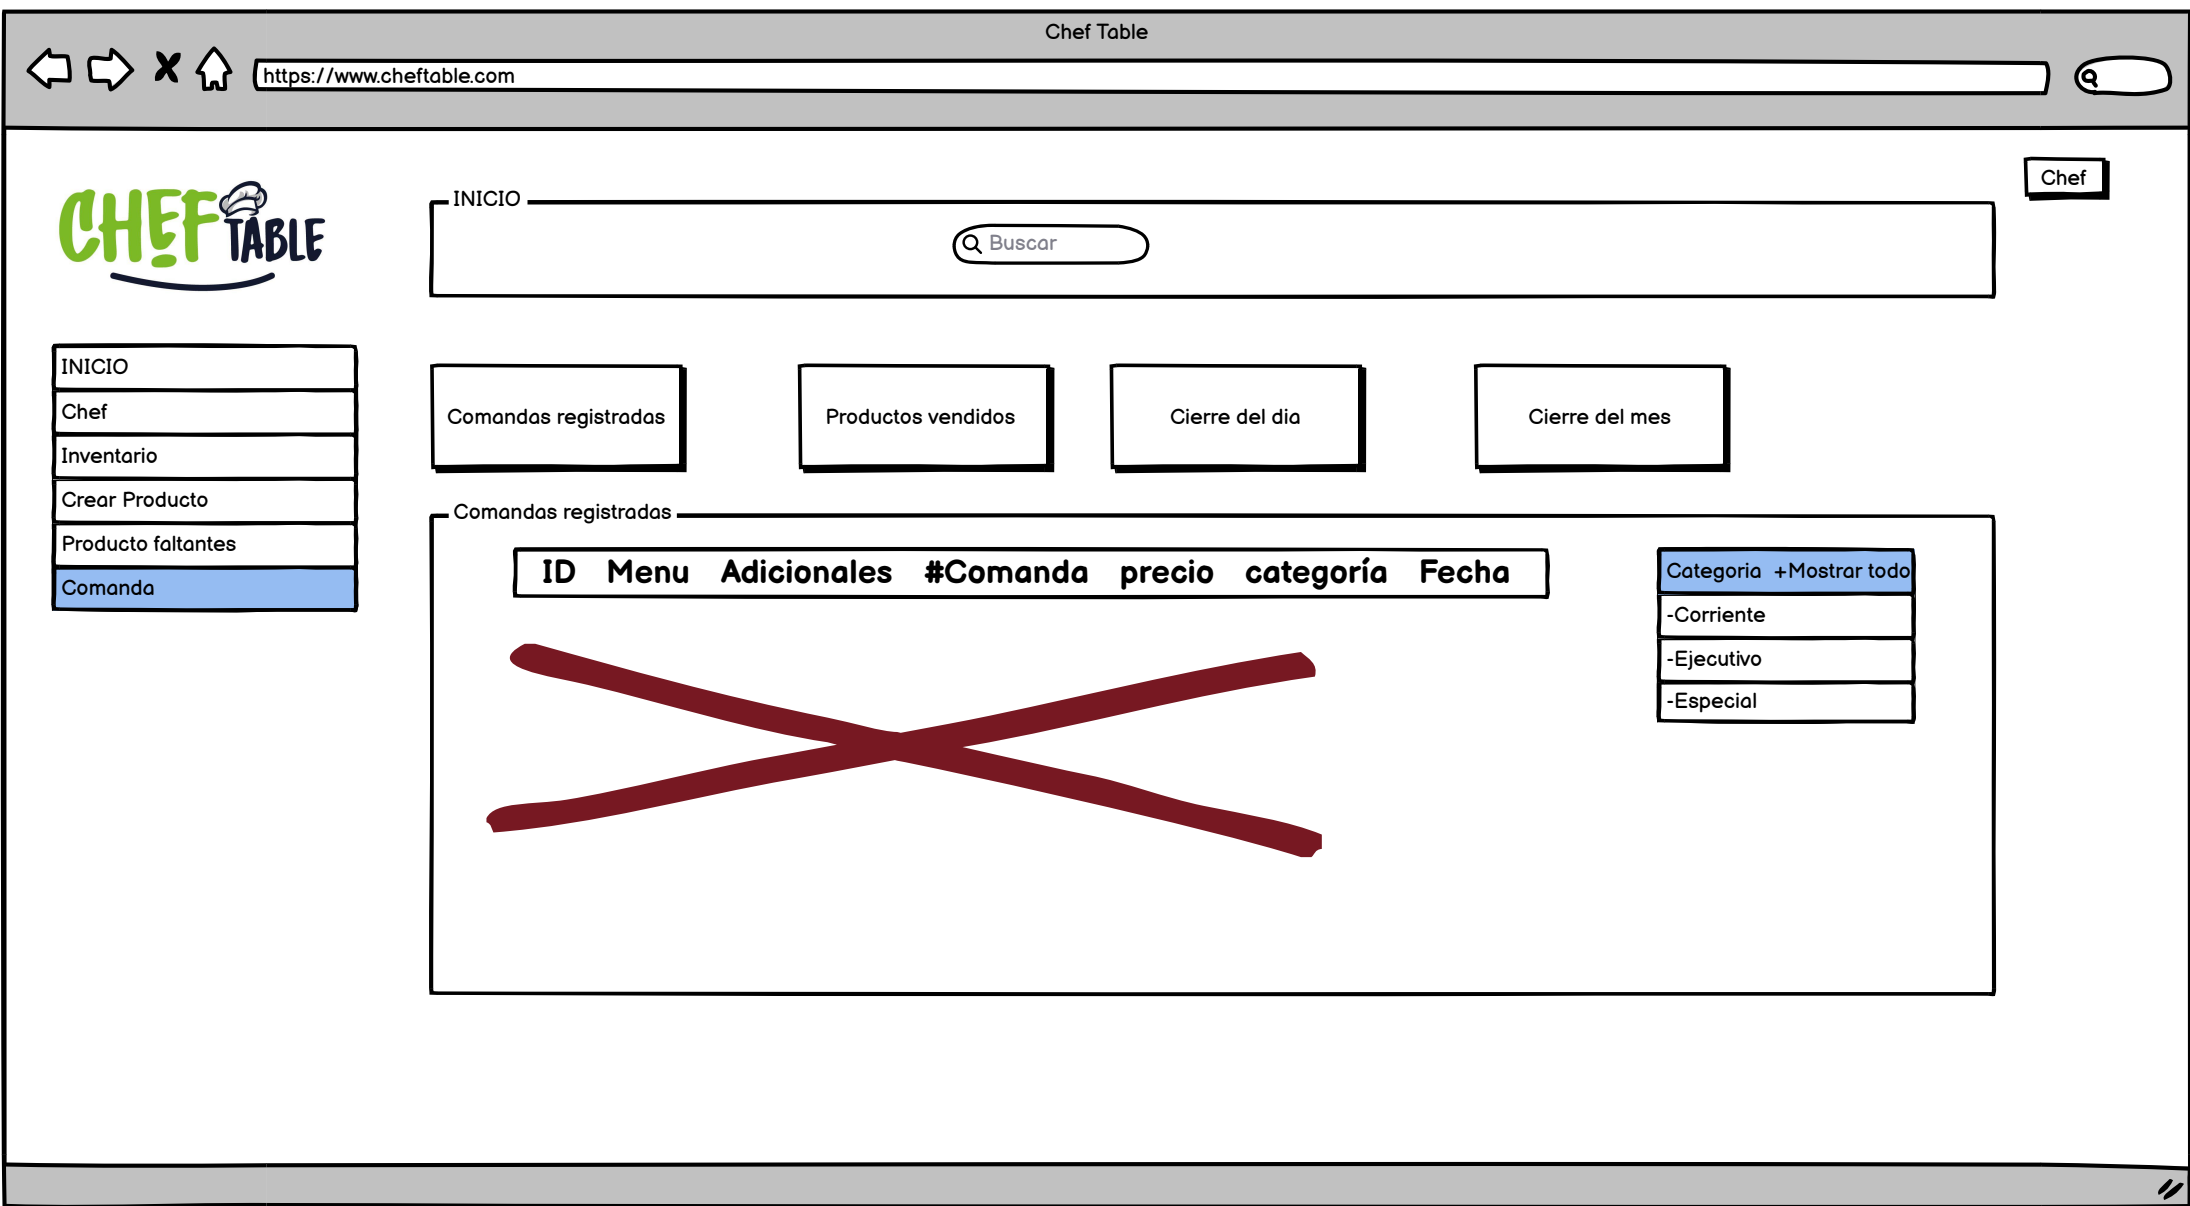 Chef Table
https://www.cheftable.com
Chef
CHEF TABLE
INICIO
Buscar
INICIO
Chef
Inventario
Crear Producto
Producto faltantes
Comanda
Comandas registradas
Productos vendidos
Cierre del dia
Cierre del mes
Comandas registradas
ID Menu Adicionales #Comanda precio categoría Fecha
Categoria +Mostrar todo
-Corriente
-Ejecutivo
-Especial